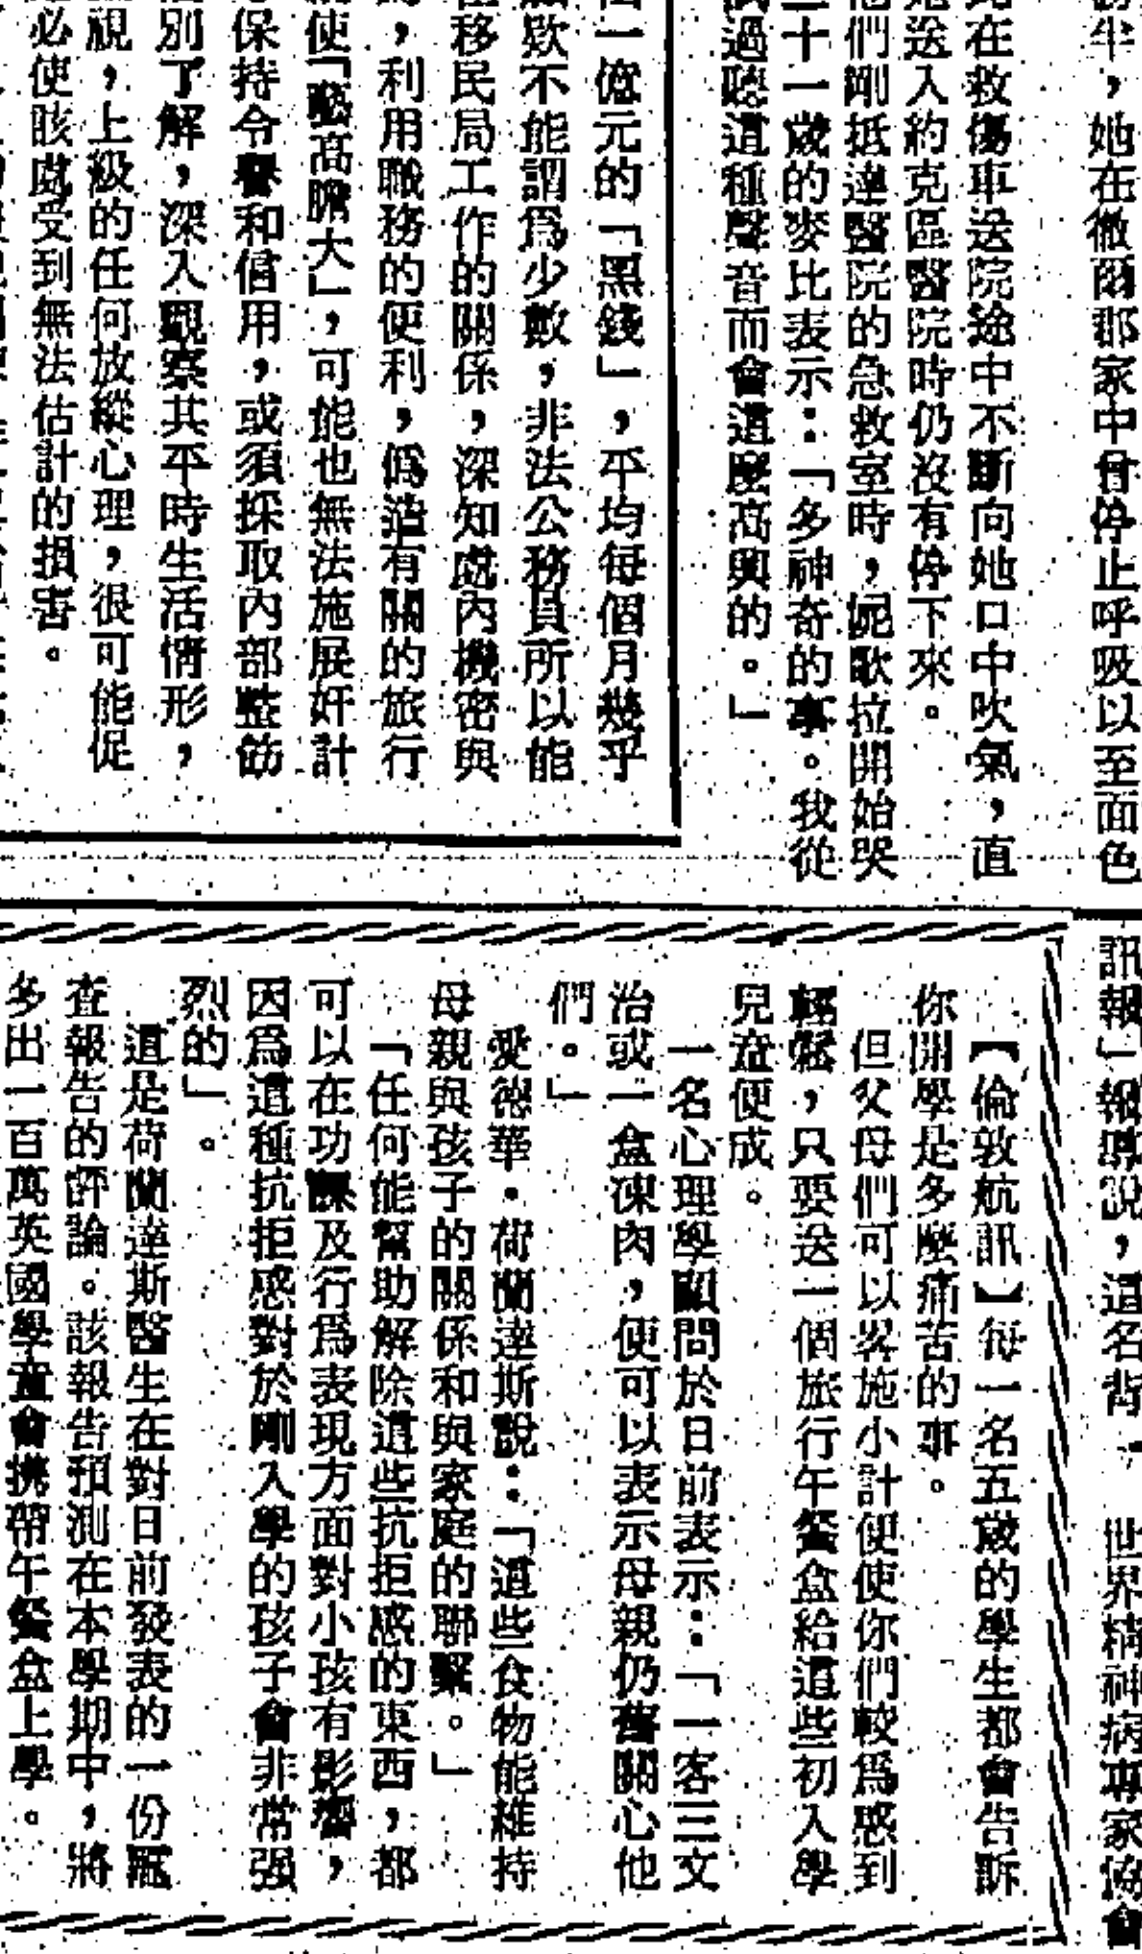 她在微爾郡家中曾停止呼吸以至面色
在救傷車送院途中不斷向她口中吹氣，直
送入約克區醫院時仍沒有停下來。
他們剛抵達醫院的急救室時，妮歌拉開始哭
二十一歲的麥比表示：「多神奇的事。我從
過聽這種聲音而會這麼高興的。」
一億元的「黑錢」，平均每個月幾乎
欵不能謂爲少數，非法公務員所以能
移民局工作的關係，深知處內機密與
，利用職務的便利，僞造有關的旅行
使「藝高膽大」，可能也無法施展奸計
保持令譽和信用，或須採取內部整飭
別了解，深入觀察其平時生活情形，
視，上級的任何放縱心理，很可能促
必使該處受到無法估計的損害。
訊報」報導說，這名背
世界精神病專家協會
【倫敦航訊】每一名五歲的學生都會告訴
你開學是多麼痛苦的事。
但父母們可以畧施小計便使你們較爲感到
輕鬆，只要送一個旅行午餐盒給這些初入學
兒童便成。
一名心理學顧問於日前表示：「一客三文
治或一盒凍肉，便可以表示母親仍舊關心他
們。」
愛德華・荷蘭達斯說：「這些食物能維持
母親與孩子的關係和與家庭的聯繫。」
「任何能幫助解除這些抗拒感的東西，都
可以在功課及行爲表現方面對小孩有影響，
因爲這種抗拒感對於剛入學的孩子會非常强
烈的」。
這是荷蘭達斯醫生在對日前發表的一份
查報告的評論。該報告預測在本學期中，將
多出一百萬英國學童會携帶午餐盒上學。